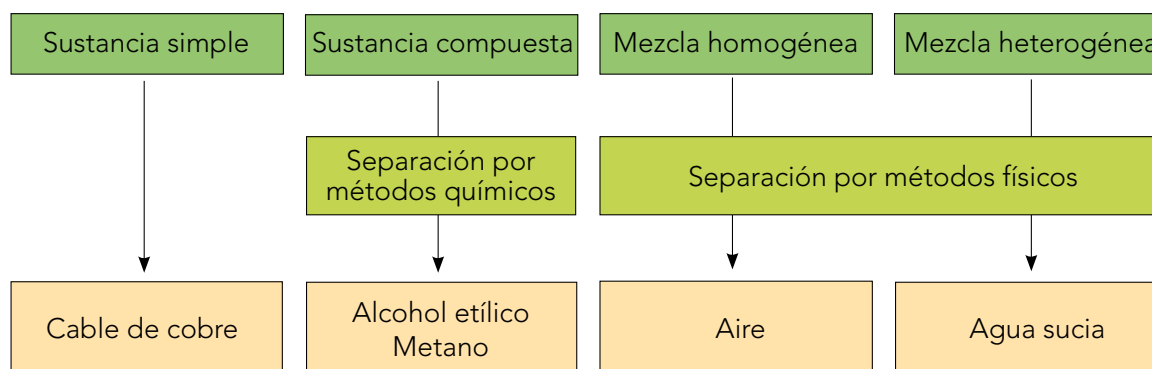 Sustancia simple
Sustancia compuesta
Mezcla homogénea
Mezcla heterogénea
Separación por
métodos químicos
Separación por métodos físicos
Cable de cobre
Alcohol etílico
Metano
Aire
Agua sucia